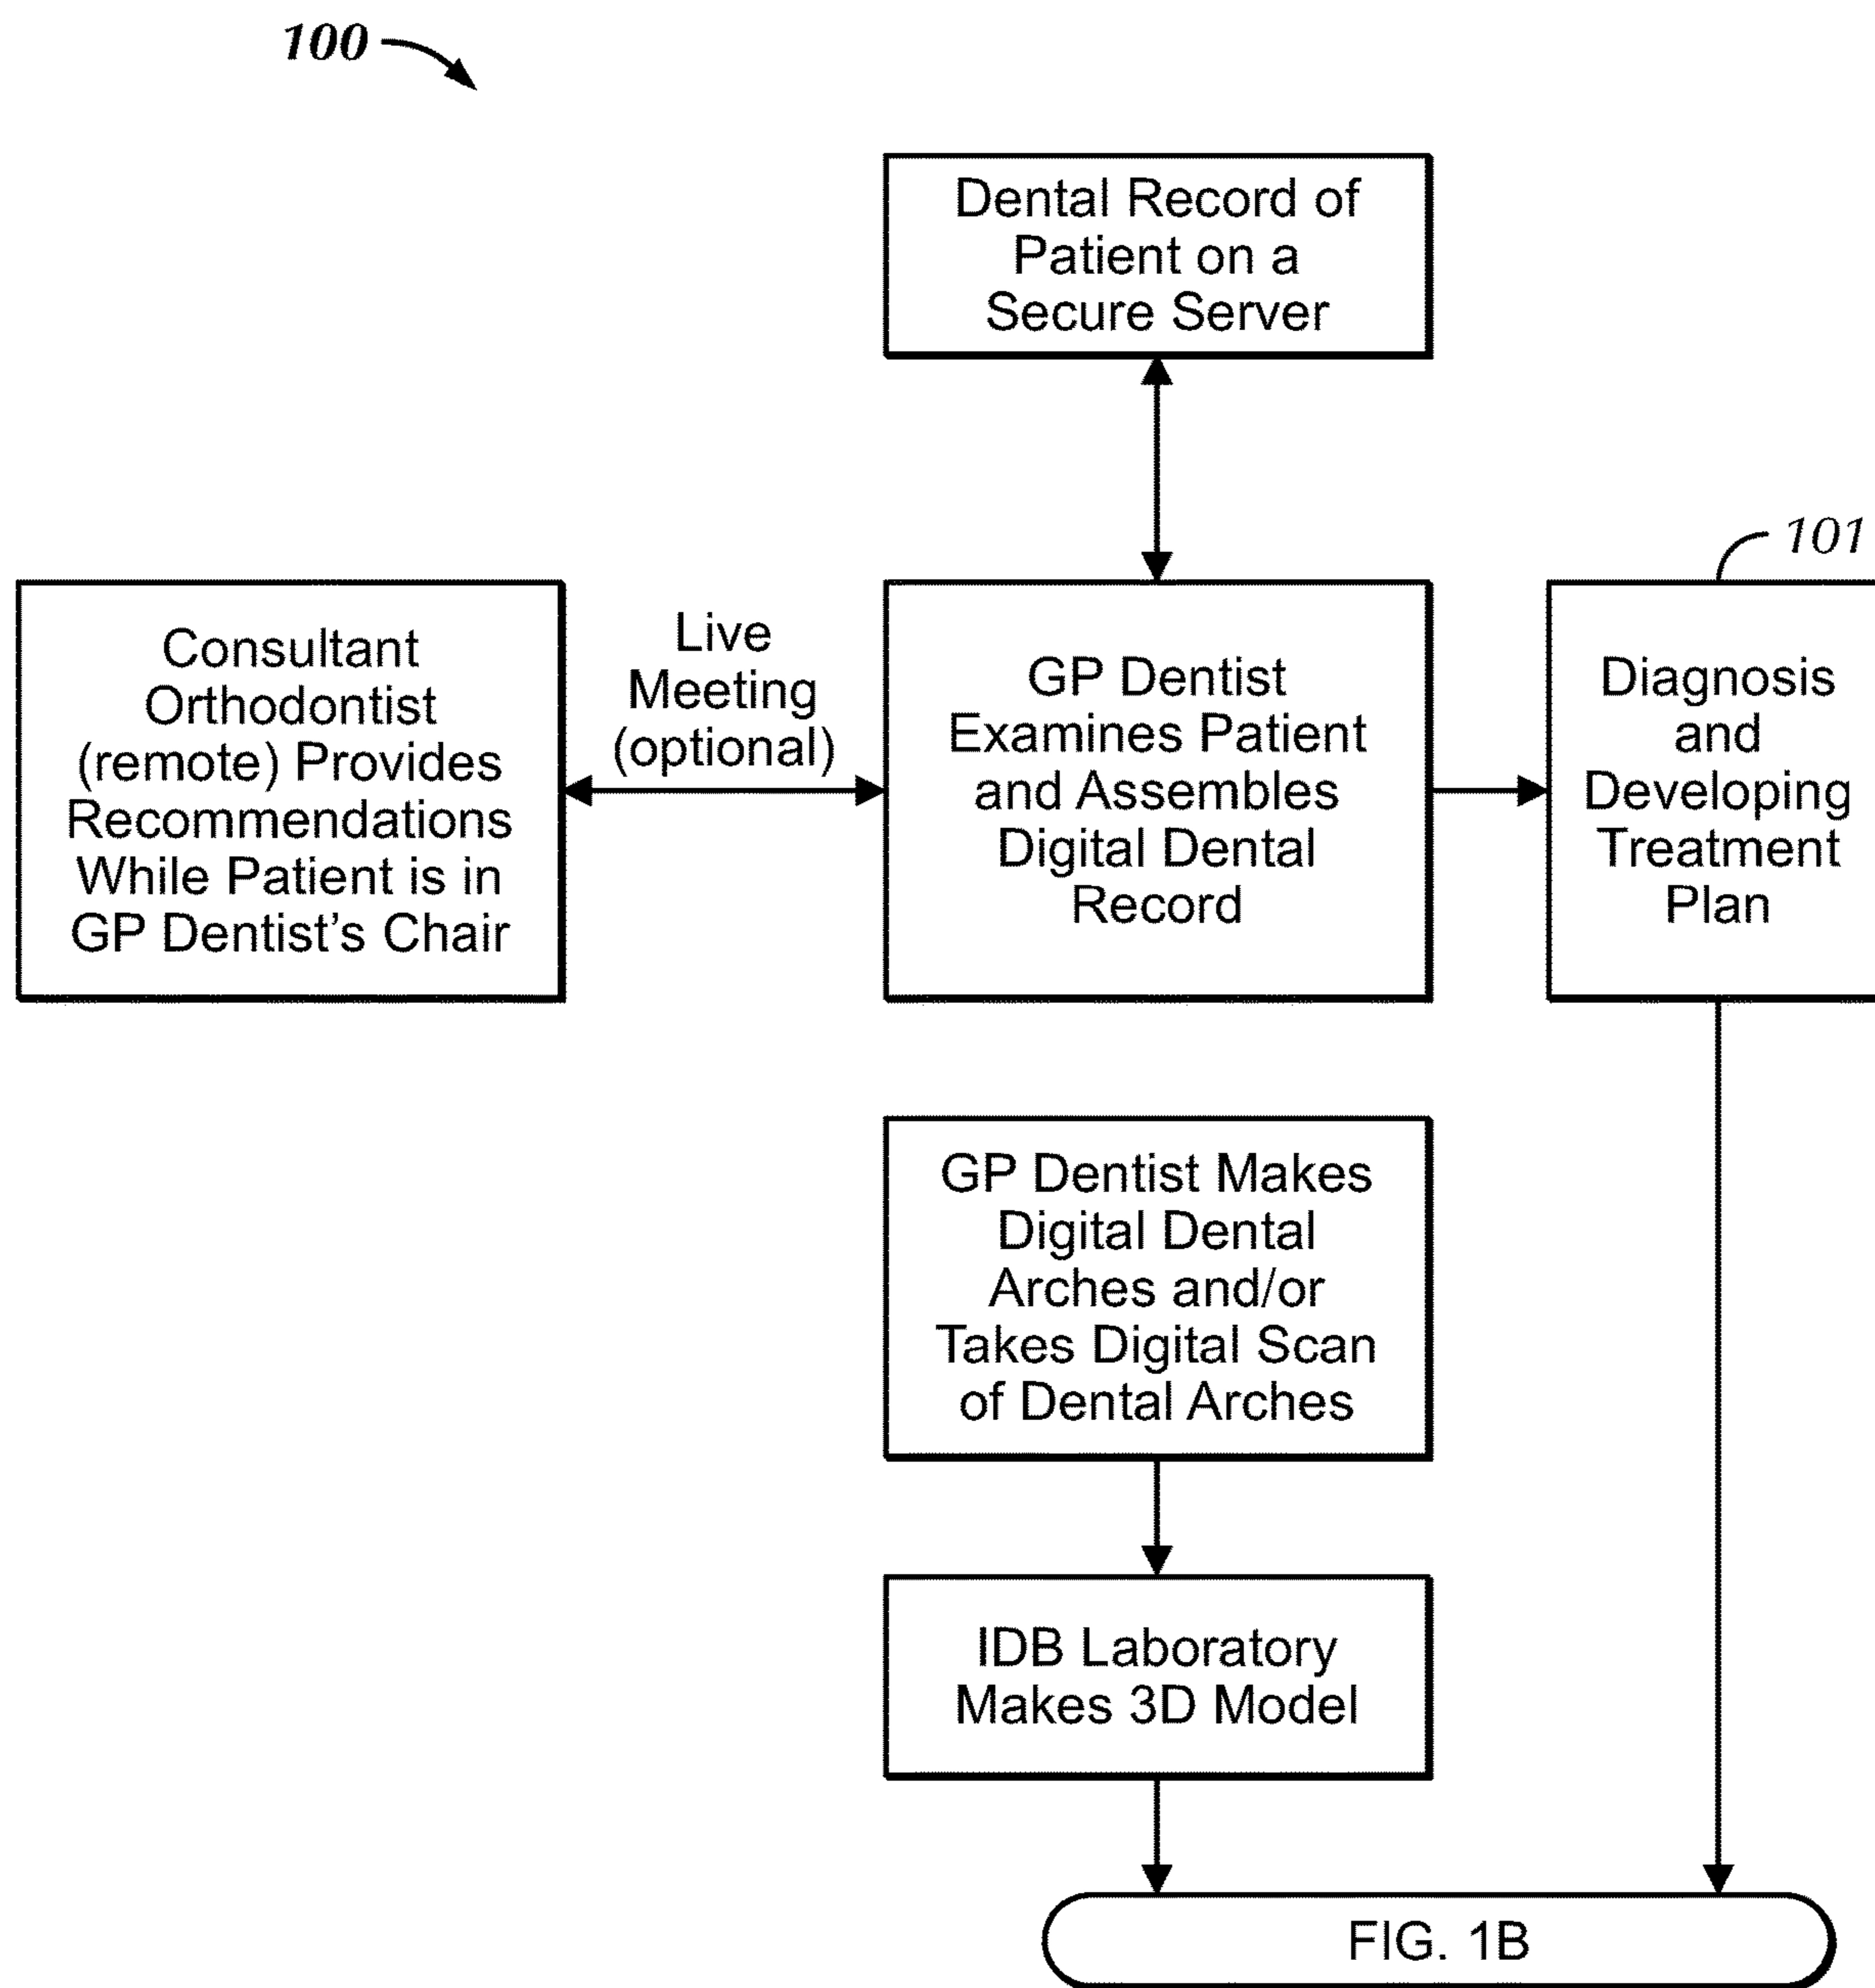 100
Dental Record of
Patient on a
Secure Server
101
Consultant
Orthodontist
(remote) Provides
Recommendations
While Patient is in
GP Dentist’s Chair
Live
Meeting
(optional)
GP Dentist
Examines Patient
and Assembles
Digital Dental
Record
Diagnosis
and
Developing
Treatment
Plan
GP Dentist Makes
Digital Dental
Arches and/or
Takes Digital Scan
of Dental Arches
IDB Laboratory
Makes 3D Model
FIG. 1B